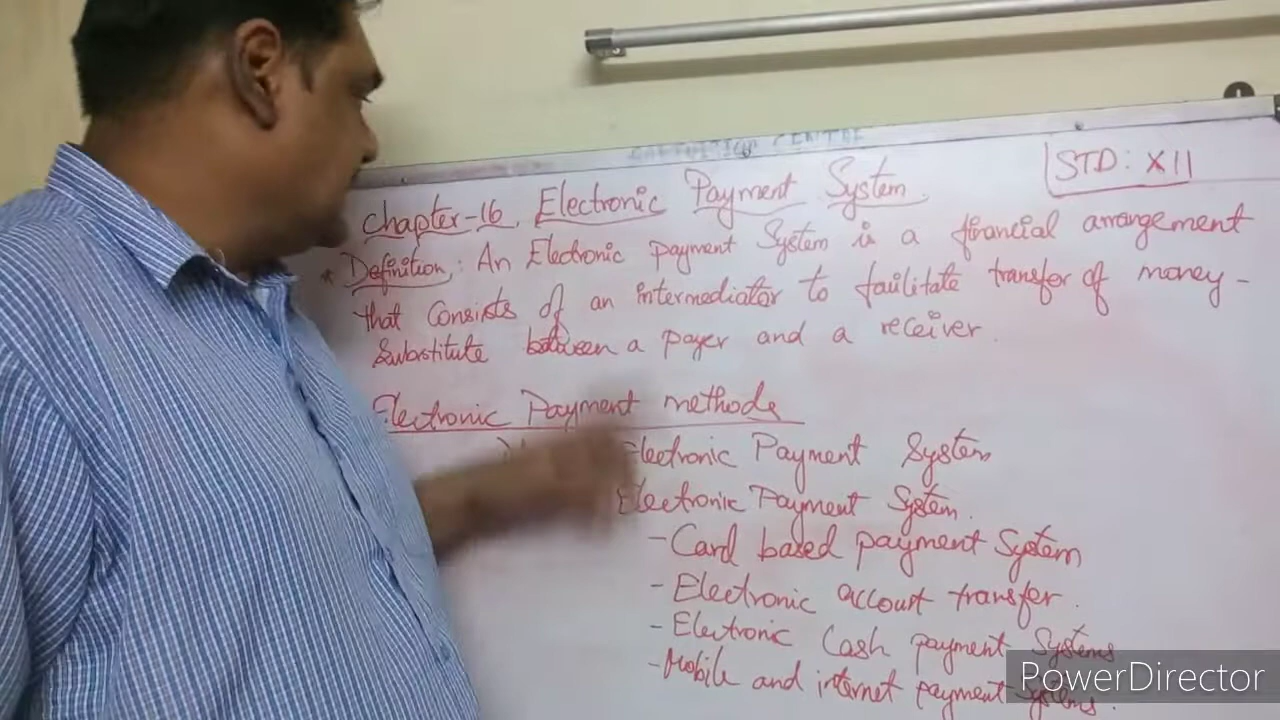 Chapter-16. Electronic Payment System.
STD: XII
* Definition: An Electronic payment System is a financial arrangement
that Consists of an intermediator to failitate transfer of money -
Substitute between a payer and a receiver.
Electronic Payment methods
Electronic Payment System
Electronic Payment System.
- Card based payment System
- Electronic account transfer.
- Electronic Cash payment Systems
- Mobile and internet payment Systems.
PowerDirector